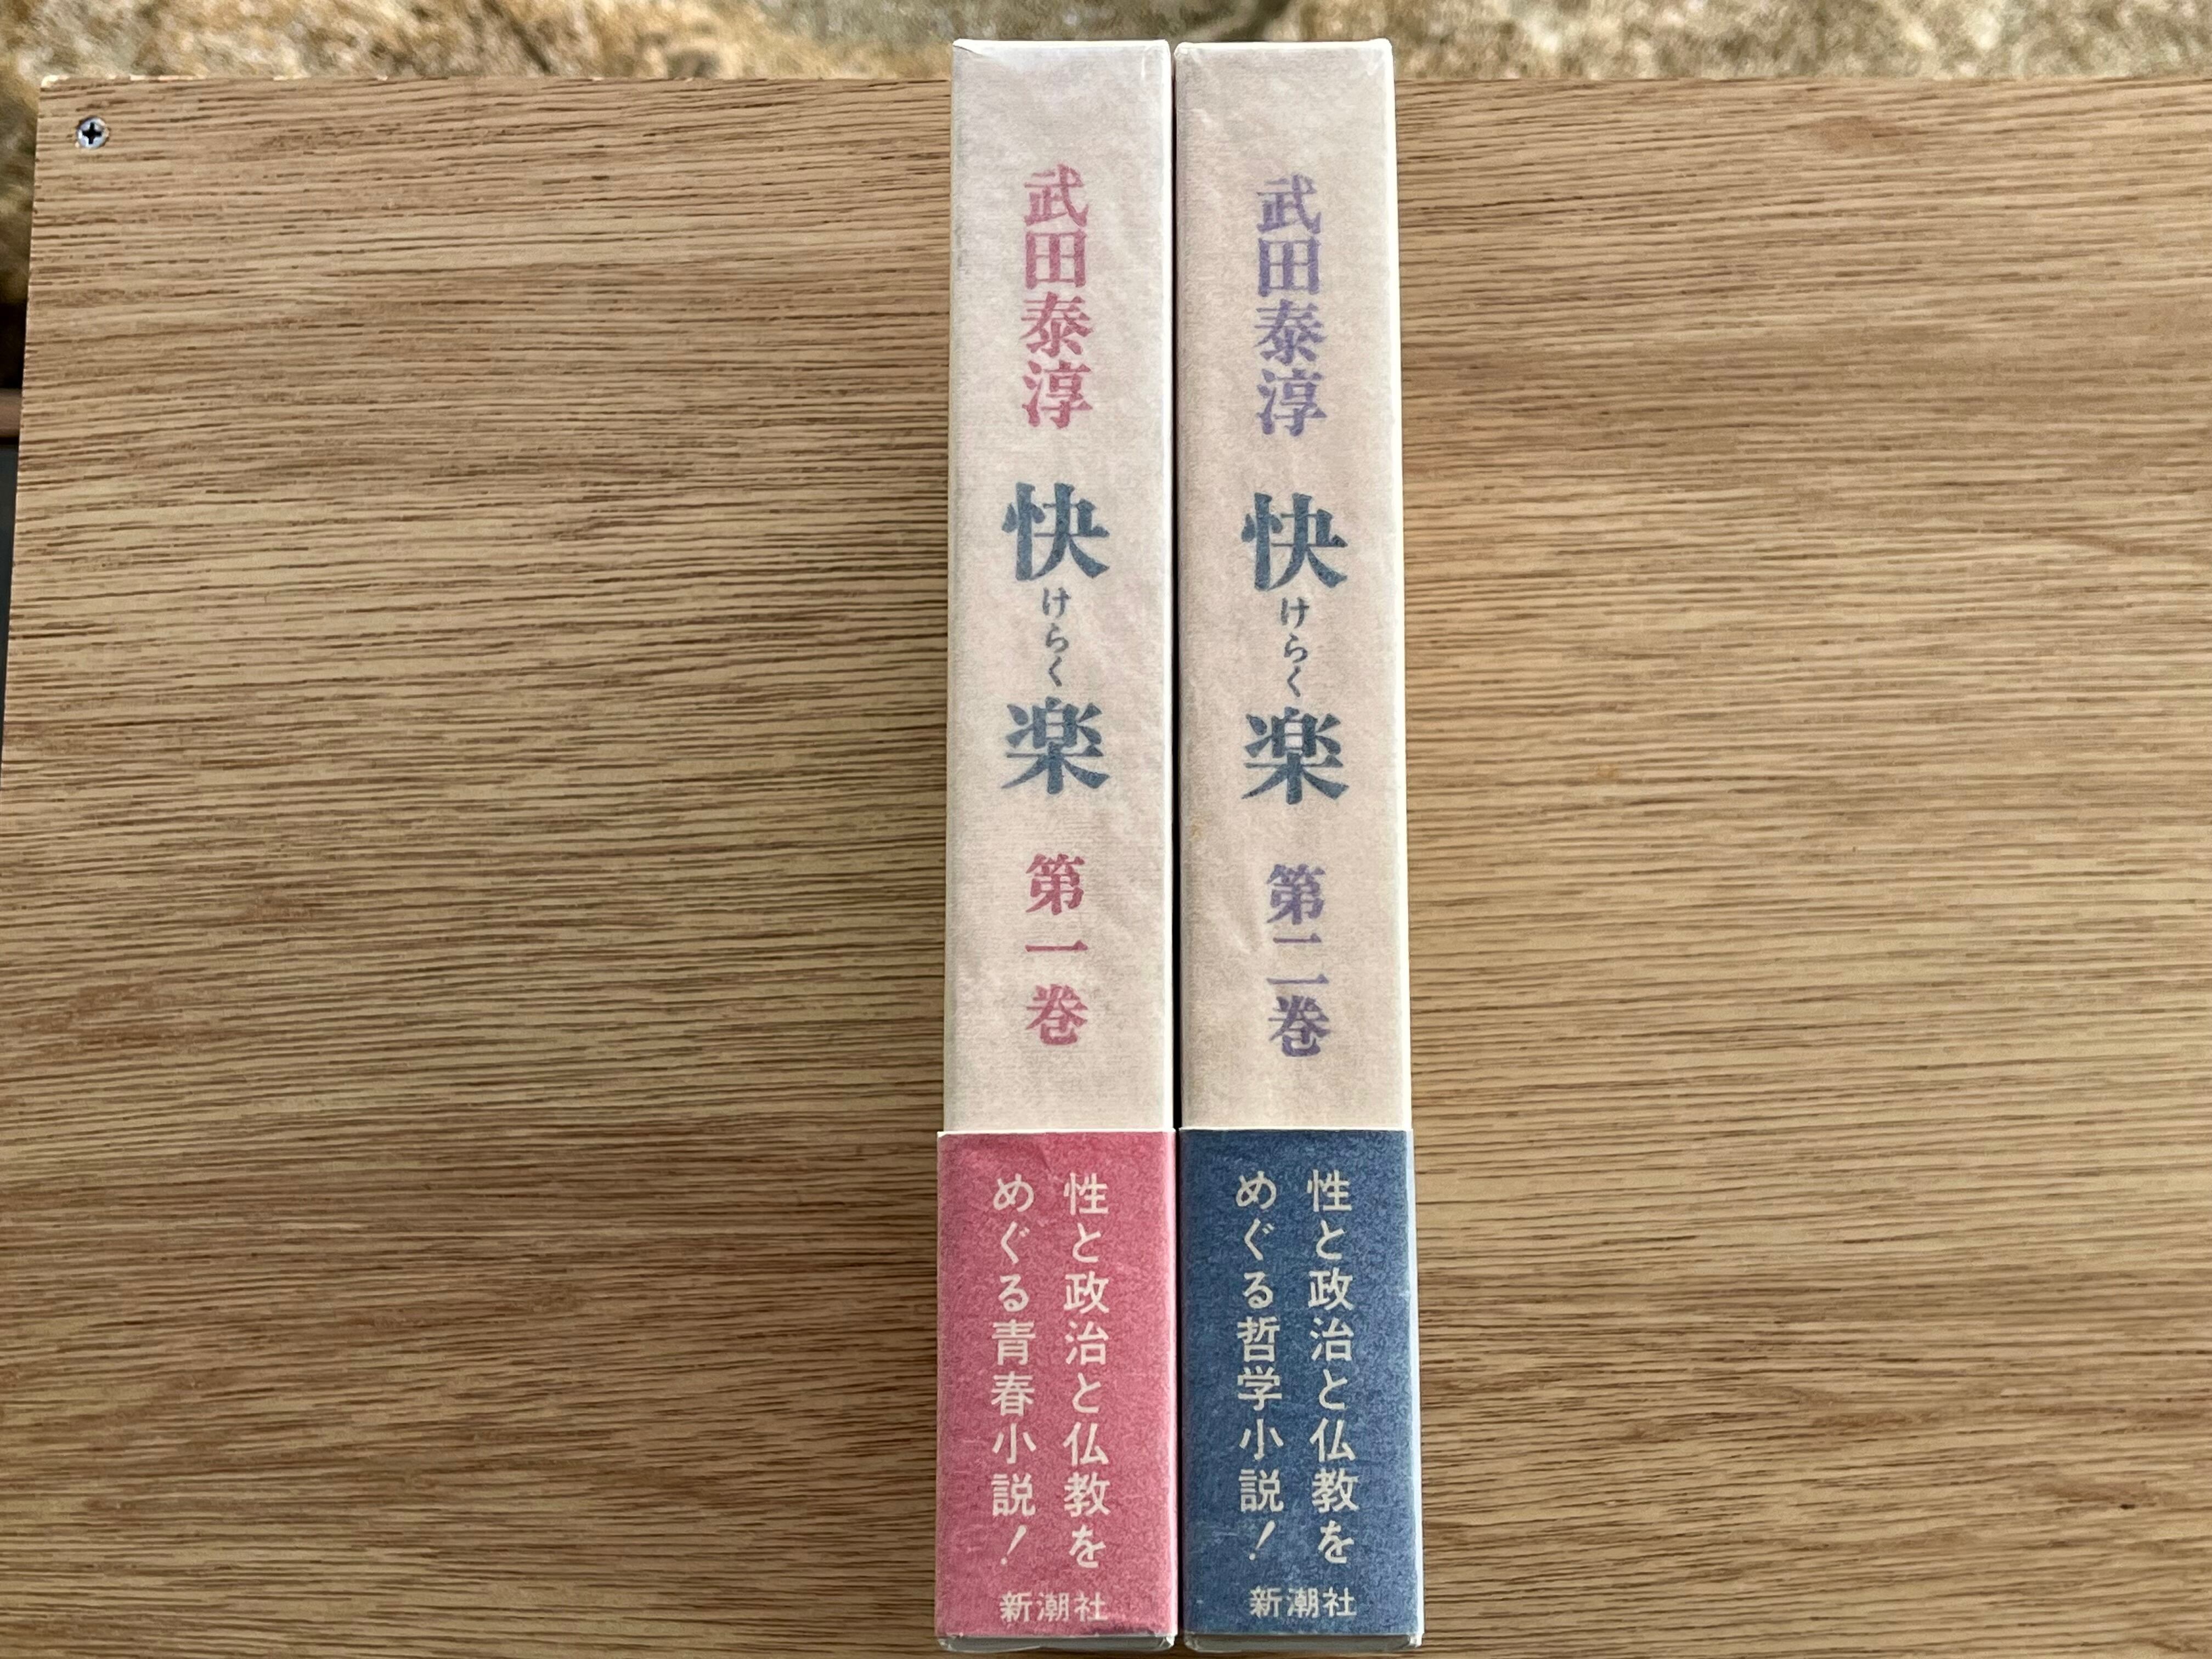 武田泰淳
快楽
けらく
第一巻
性と政治と仏教を
めぐる青春小説！
新潮社
武田泰淳
快楽
けらく
第二巻
性と政治と仏教を
めぐる哲学小説！
新潮社